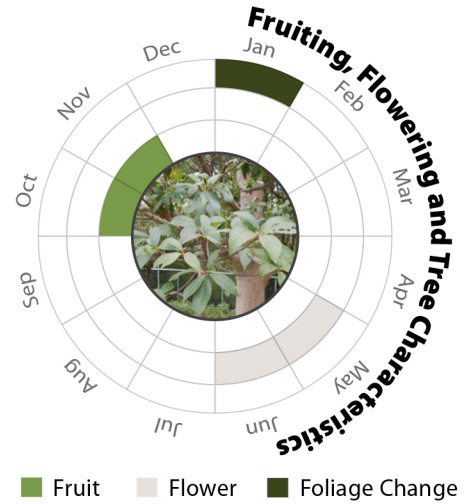 Fruiting, Flowering and Tree Characteristics
Jan
Feb
Mar
Apr
May
Jun
Jul
Aug
Sep
Oct
Nov
Dec
Fruit
Flower
Foliage Change